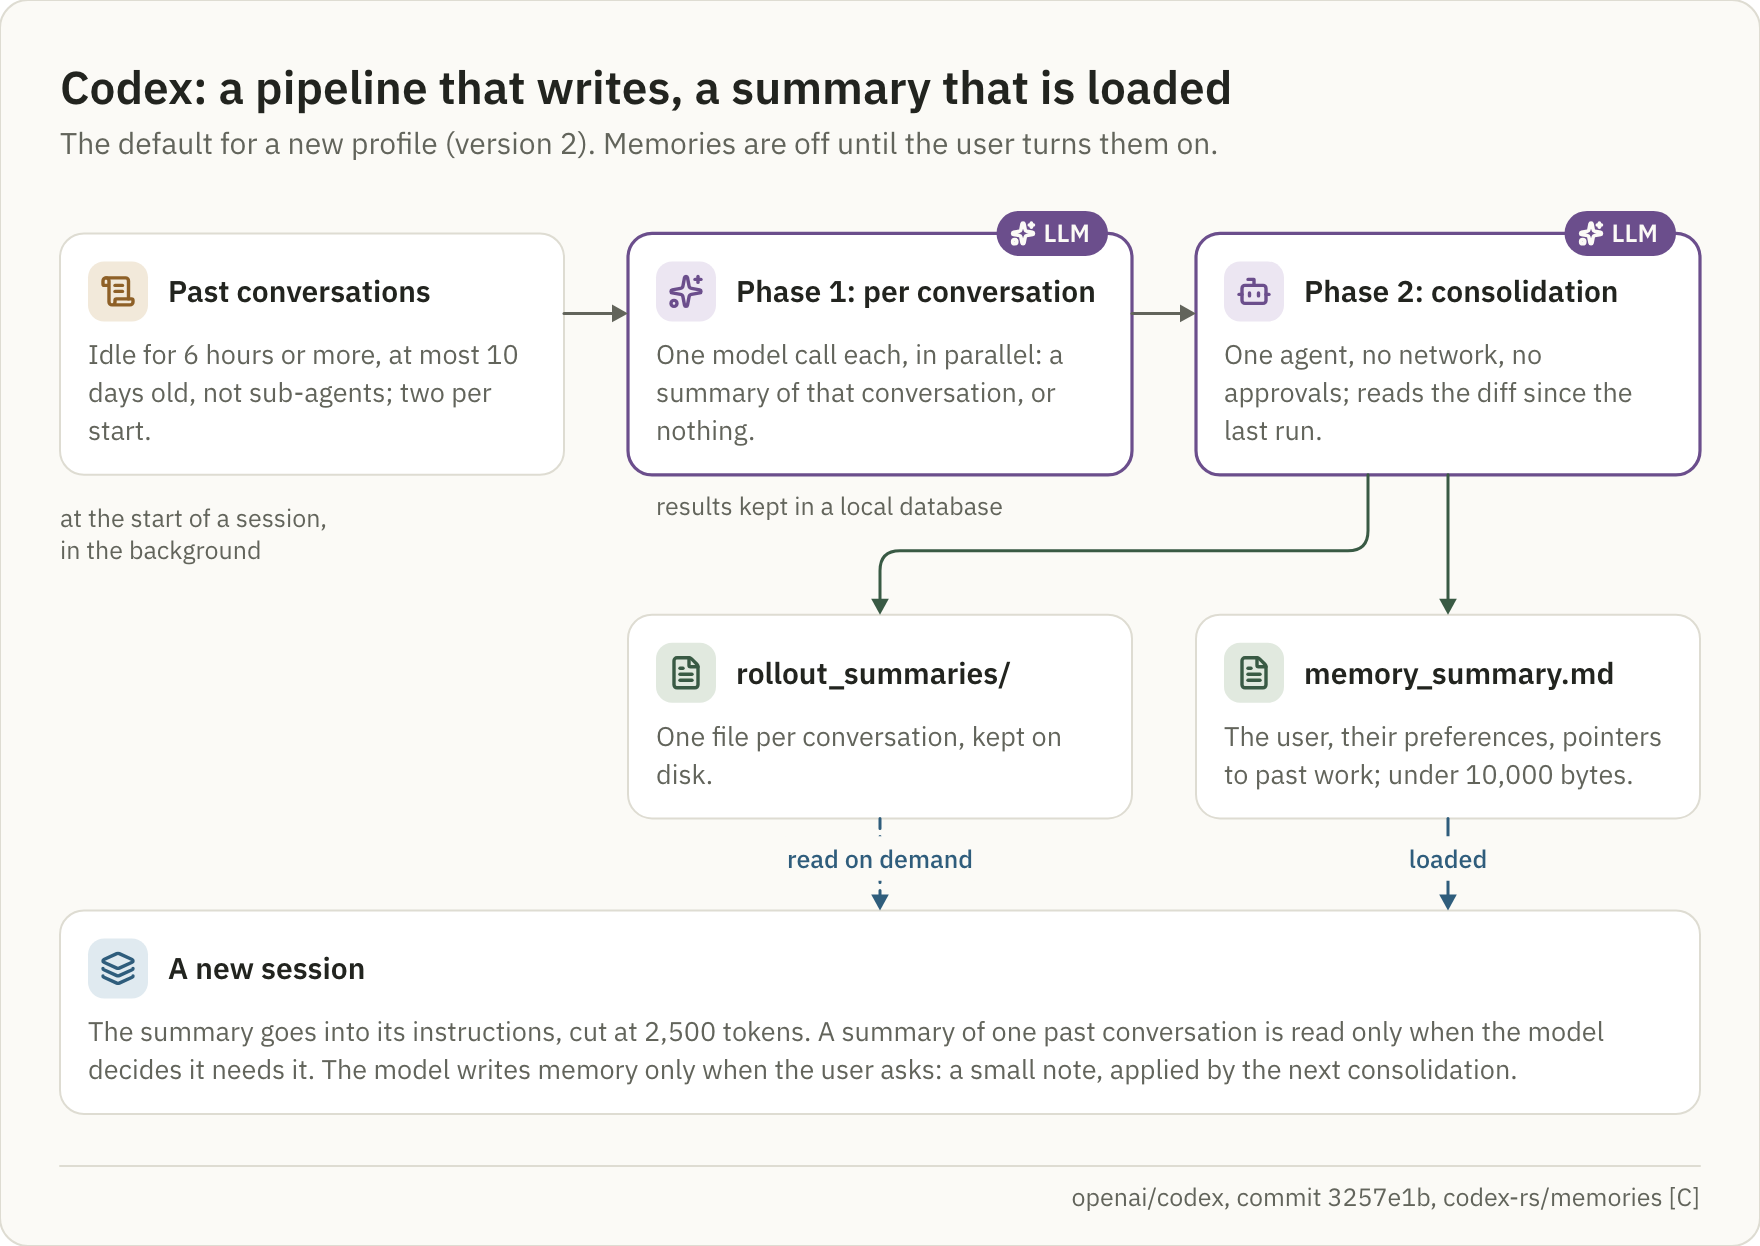 Codex: a pipeline that writes, a summary that is loaded
The default for a new profile (version 2). Memories are off until the user turns them on.
Past conversations
Idle for 6 hours or more, at most 10
days old, not sub-agents; two per
start.
at the start of a session,
in the background
LLM
Phase 1: per conversation
One model call each, in parallel: a
summary of that conversation, or
nothing.
results kept in a local database
LLM
Phase 2: consolidation
One agent, no network, no
approvals; reads the diff since the
last run.
rollout_summaries/
One file per conversation, kept on
disk.
read on demand
memory_summary.md
The user, their preferences, pointers
to past work; under 10,000 bytes.
loaded
A new session
The summary goes into its instructions, cut at 2,500 tokens. A summary of one past conversation is read only when the model
decides it needs it. The model writes memory only when the user asks: a small note, applied by the next consolidation.
openai/codex, commit 3257e1b, codex-rs/memories [C]